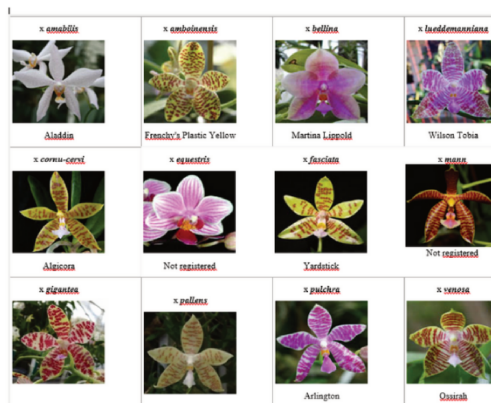 x amabilis
x amboinensis
x bellina
x lueddemanniana
Aladdin
Frenchy's Plastic Yellow
Martina Lippold
Wilson Tobia
x cornu-cervi
x equestris
x fasciata
x mann
Algicora
Not registered
Yardstick
Not registered
x gigantea
x pallens
x pulchra
x venosa
Arlington
Ossirah